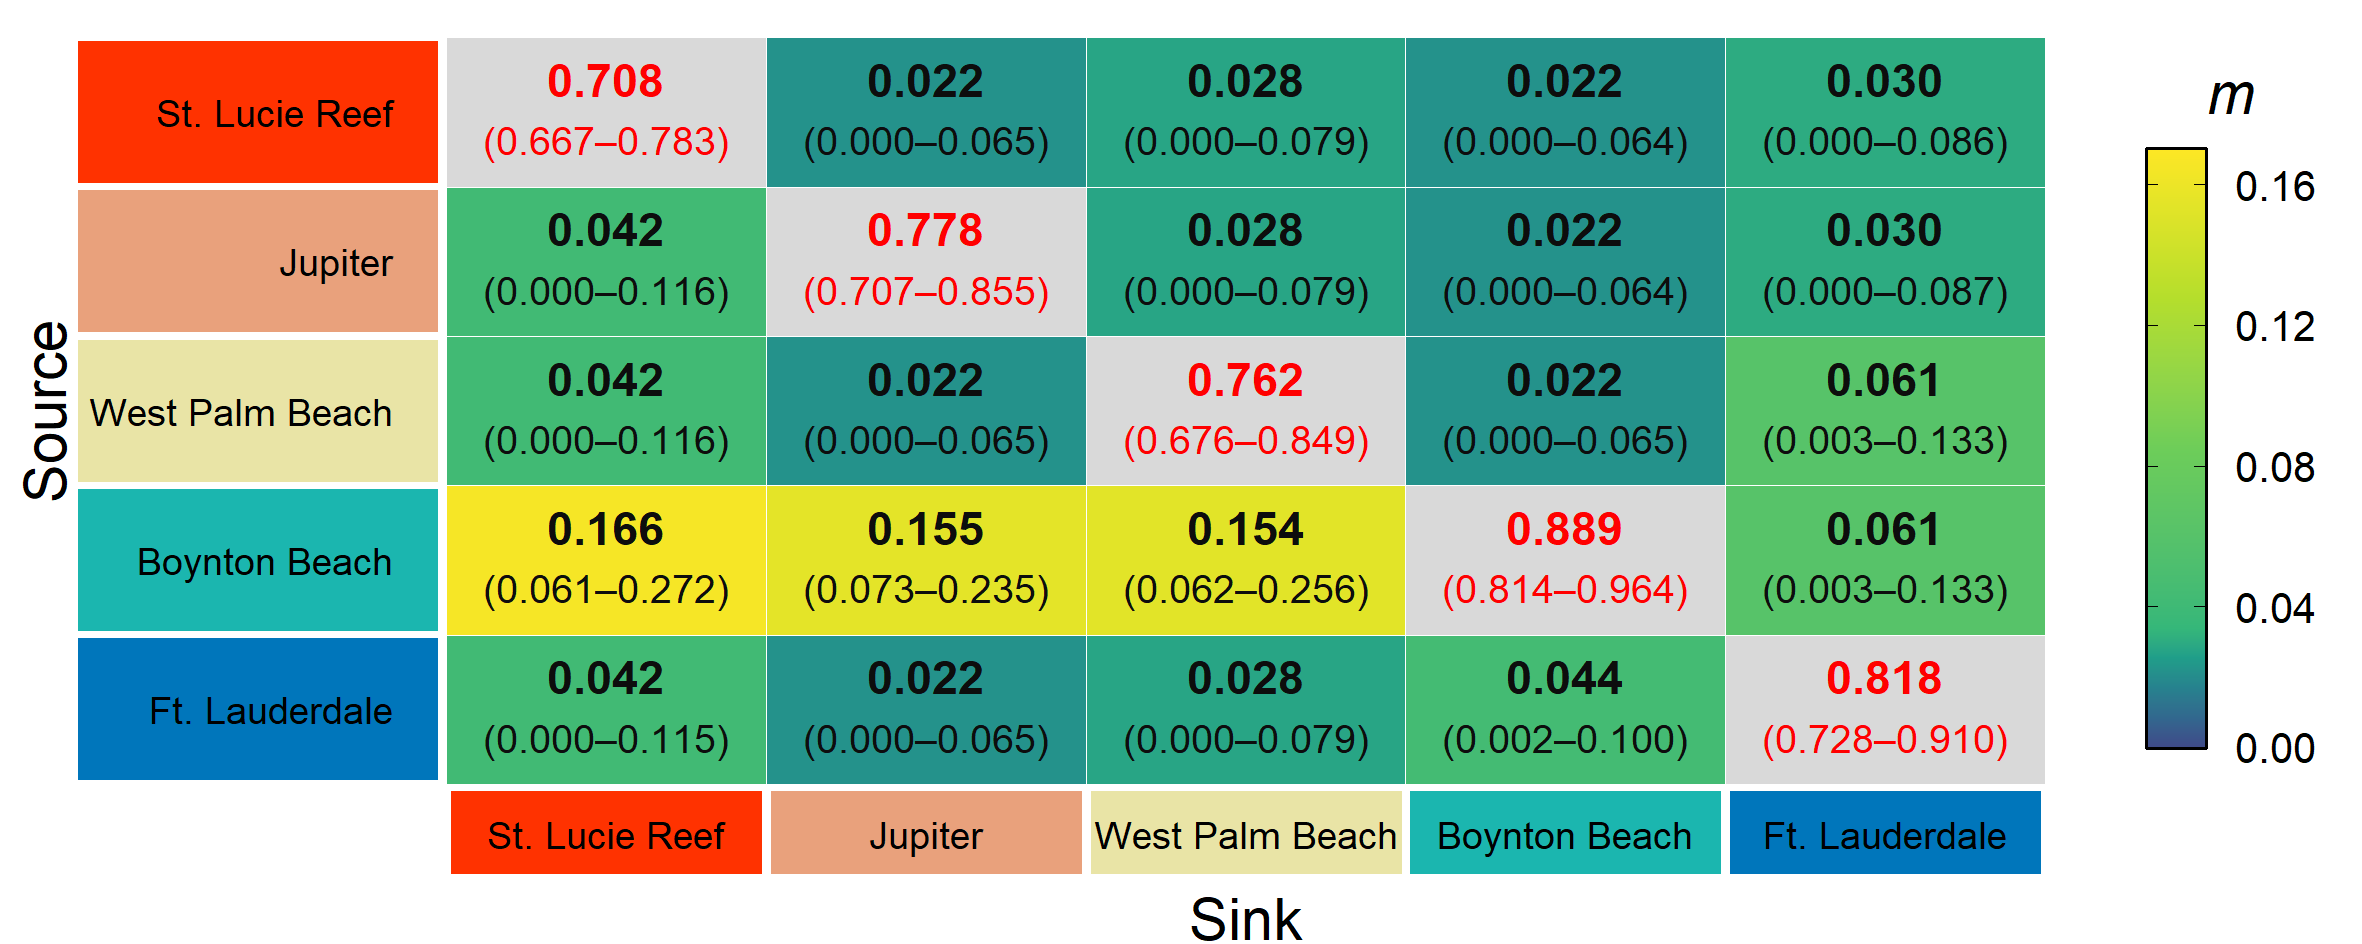 St. Lucie Reef 0.708 0.022 0.028 0.022 0.030
(0.667–0.783) (0.000–0.065) (0.000–0.079) (0.000–0.064) (0.000–0.086)
Jupiter 0.042 0.778 0.028 0.022 0.030
(0.000–0.116) (0.707–0.855) (0.000–0.079) (0.000–0.064) (0.000–0.087)
West Palm Beach 0.042 0.022 0.762 0.022 0.061
(0.000–0.116) (0.000–0.065) (0.676–0.849) (0.000–0.065) (0.003–0.133)
Boynton Beach 0.166 0.155 0.154 0.889 0.061
(0.061–0.272) (0.073–0.235) (0.062–0.256) (0.814–0.964) (0.003–0.133)
Ft. Lauderdale 0.042 0.022 0.028 0.044 0.818
(0.000–0.115) (0.000–0.065) (0.000–0.079) (0.002–0.100) (0.728–0.910)
Source
St. Lucie Reef Jupiter West Palm Beach Boynton Beach Ft. Lauderdale
Sink
m
0.16
0.12
0.08
0.04
0.00